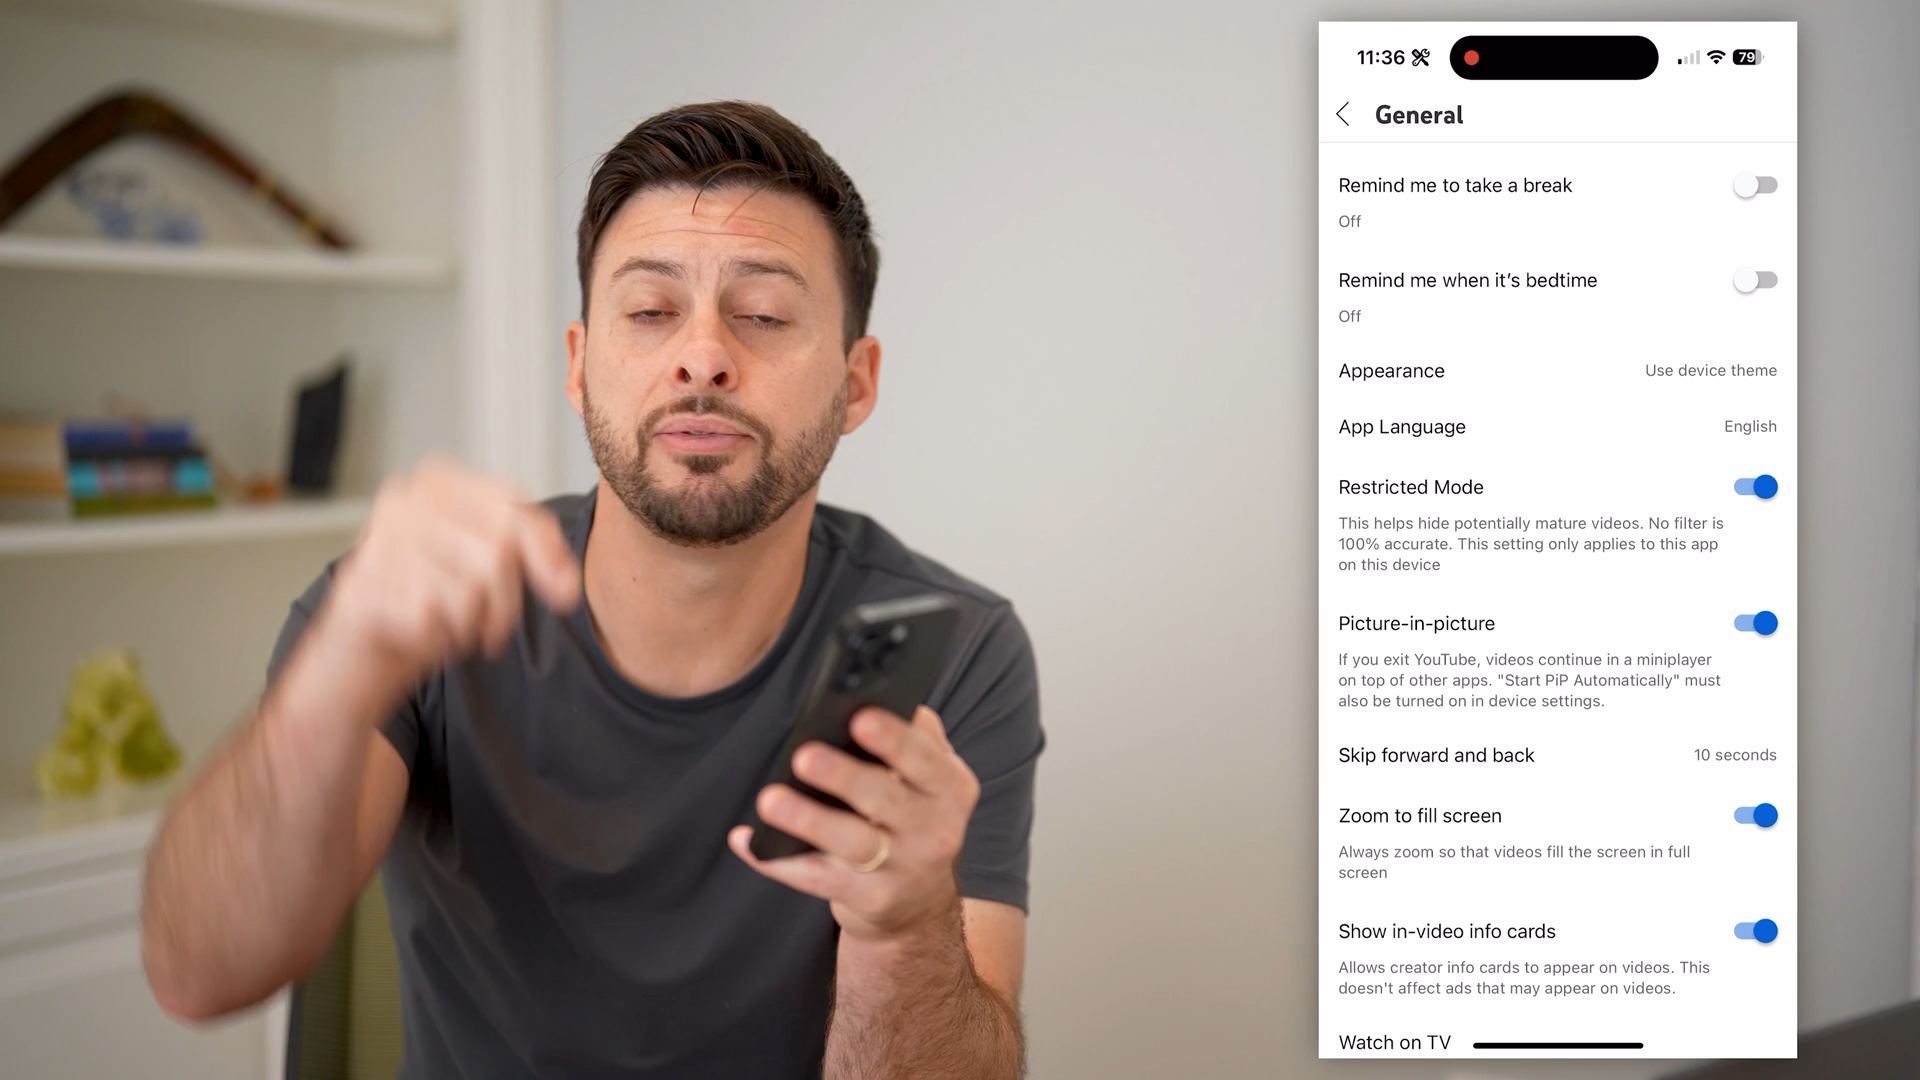 11:36
79
General
Remind me to take a break
Off
Remind me when it’s bedtime
Off
Appearance
Use device theme
App Language
English
Restricted Mode
This helps hide potentially mature videos. No filter is
100% accurate. This setting only applies to this app
on this device
Picture-in-picture
If you exit YouTube, videos continue in a miniplayer
on top of other apps. "Start PiP Automatically" must
also be turned on in device settings.
Skip forward and back
10 seconds
Zoom to fill screen
Always zoom so that videos fill the screen in full
screen
Show in-video info cards
Allows creator info cards to appear on videos. This
doesn't affect ads that may appear on videos.
Watch on TV